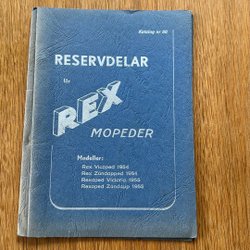 Katalog nr 60
RESERVDELAR
för
REX
MOPEDER
Modeller:
Rex Vicoped 1954
Rex Zündapped 1954
Rexoped Victoria 1955
Rexoped Zündapp 1955